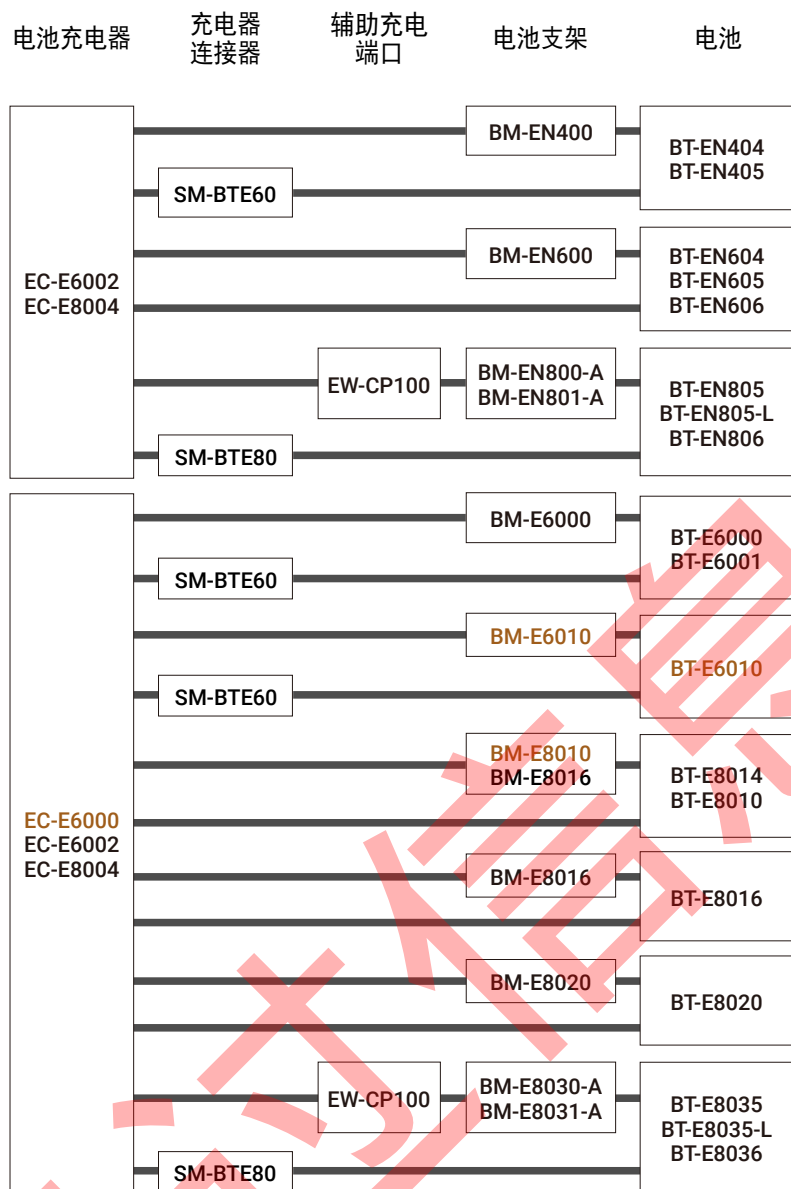 电池充电器
充电器
连接器
辅助充电
端口
电池支架
电池
EC-E6002
EC-E8004
BM-EN400
BT-EN404
BT-EN405
SM-BTE60
BM-EN600
BT-EN604
BT-EN605
BT-EN606
EW-CP100
BM-EN800-A
BM-EN801-A
BT-EN805
BT-EN805-L
BT-EN806
SM-BTE80
EC-E6000
EC-E6002
EC-E8004
BM-E6000
BT-E6000
BT-E6001
SM-BTE60
BM-E6010
BT-E6010
SM-BTE60
BM-E8010
BM-E8016
BT-E8014
BT-E8010
BM-E8016
BT-E8016
BM-E8020
BT-E8020
EW-CP100
BM-E8030-A
BM-E8031-A
BT-E8035
BT-E8035-L
BT-E8036
SM-BTE80
过信息